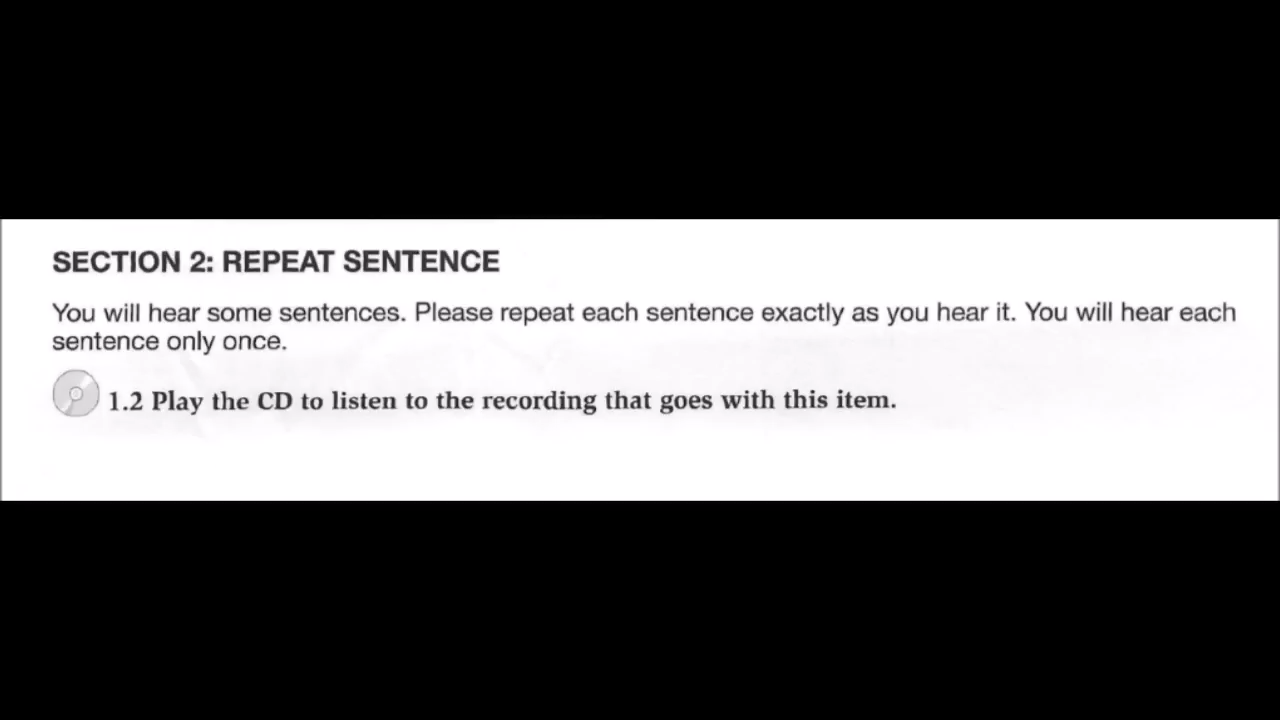 SECTION 2: REPEAT SENTENCE
You will hear some sentences. Please repeat each sentence exactly as you hear it. You will hear each
sentence only once.
1.2 Play the CD to listen to the recording that goes with this item.